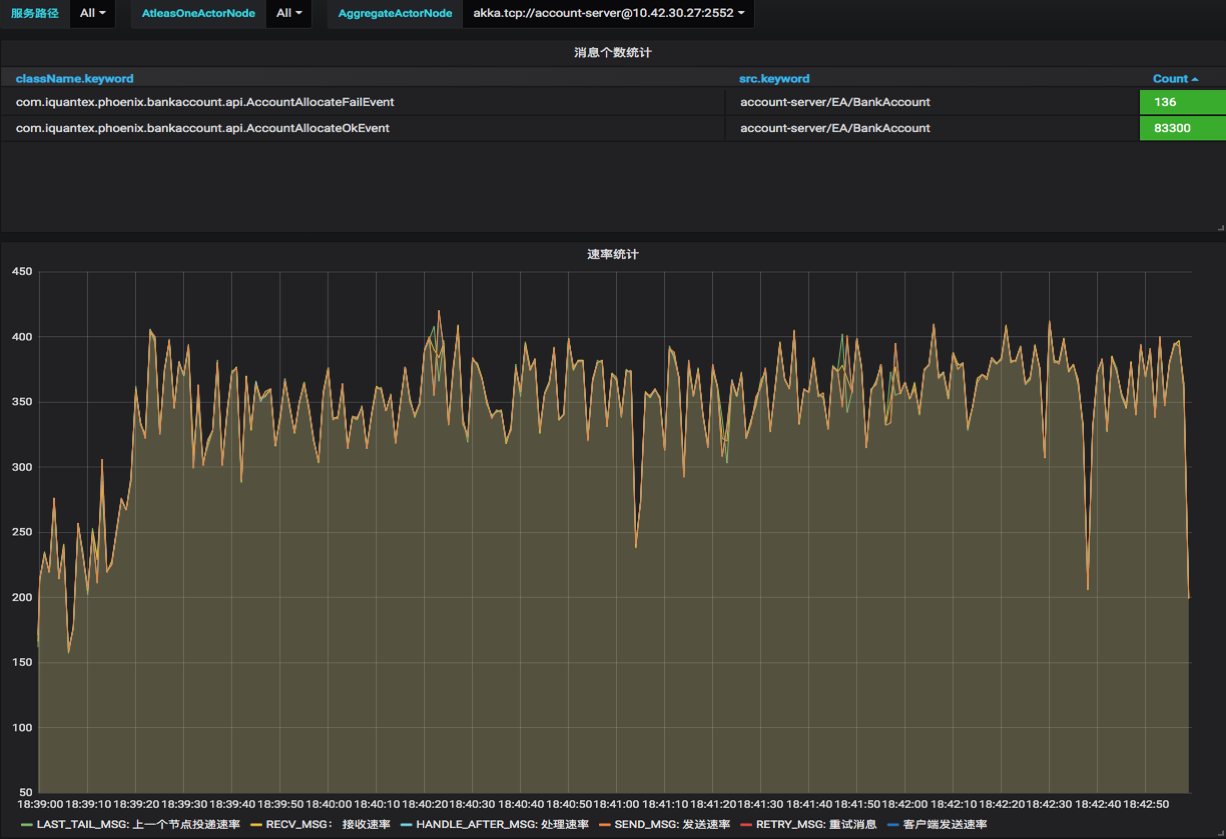 服务路径 All AtleasOneActorNode All AggregateActorNode akka.tcp://account-server@10.42.30.27:2552
消息个数统计
className.keyword src.keyword Count
com.iquantex.phoenix.bankaccount.api.AccountAllocateFailEvent account-server/EA/BankAccount 136
com.iquantex.phoenix.bankaccount.api.AccountAllocateOkEvent account-server/EA/BankAccount 83300
速率统计
450
400
350
300
250
200
150
100
50
18:39:00 18:39:10 18:39:20 18:39:30 18:39:40 18:39:50 18:40:00 18:40:10 18:40:20 18:40:30 18:40:40 18:40:50 18:41:00 18:41:10 18:41:20 18:41:30 18:41:40 18:41:50 18:42:00 18:42:10 18:42:20 18:42:30 18:42:40 18:42:50
LAST_TAIL_MSG: 上一个节点投递速率 RECV_MSG： 接收速率 HANDLE_AFTER_MSG: 处理速率 SEND_MSG: 发送速率 RETRY_MSG: 重试消息 客户端发送速率